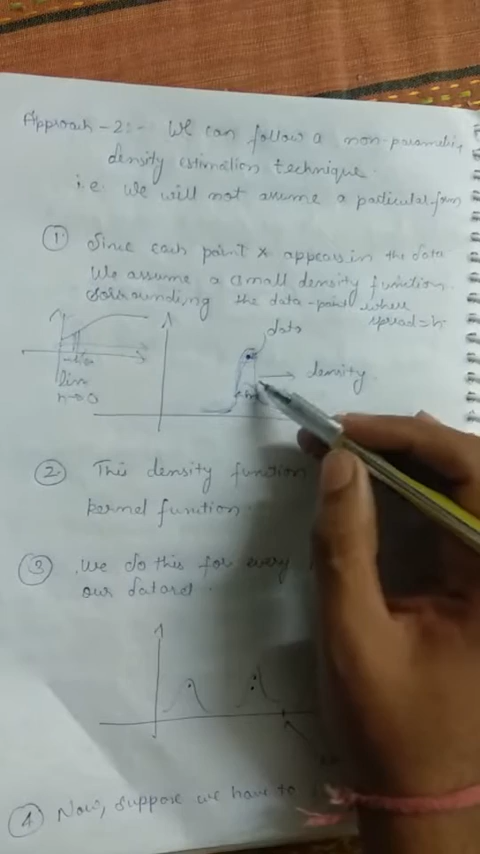 Approach-2:- We can follow a non-parametric
density estimation technique.
i.e. We will not assume a particular form
① Since each point x appears in the data
We assume a small density function
sorrounding the data-point whose
spread=h.
data
density
lim
h→0
② This density function
kernel function.
③ We do this for every
our dataset.
④ Now, suppose we have to